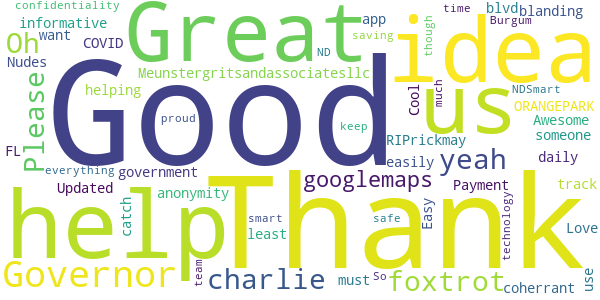 confidentiality
informative
Oh
want
COVID
Nudes
Great
ND
app
saving
time
though
blvd
blanding
Burgum
idea
Meunstergritsandassociatesllc
helping
Please
Good
proud
keep
Cool
much
us
NDSmart
ORANGEPARK
Awesome
someone
RIPrickmay
FL
everything
government
Updated
anonymity
easily
yeah
daily
googlemaps
Payment
track
help
catch
smart
least
safe
Thank
Easy
technology
Love
Governor
team
charlie
must
So
foxtrot
coherrant
use